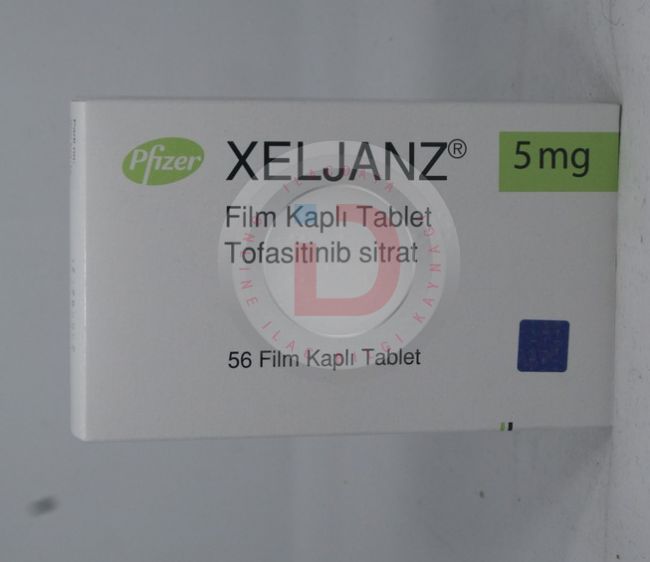 Pfizer
XELJANZ®
5 mg
Film Kaplı Tablet
Tofasitinib sitrat
56 Film Kaplı Tablet